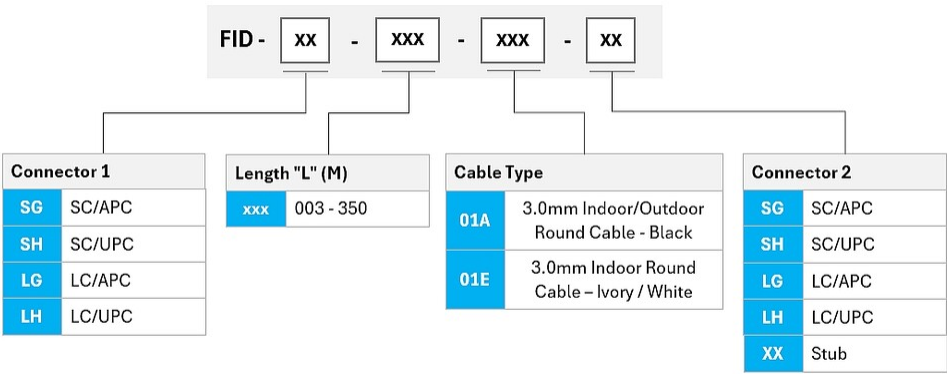 FID - XX - XXX - XXX - XX
Connector 1
SG SC/APC
SH SC/UPC
LG LC/APC
LH LC/UPC
Length "L" (M)
xxx 003 - 350
Cable Type
01A 3.0mm Indoor/Outdoor
Round Cable - Black
01E 3.0mm Indoor Round
Cable – Ivory / White
Connector 2
SG SC/APC
SH SC/UPC
LG LC/APC
LH LC/UPC
XX Stub